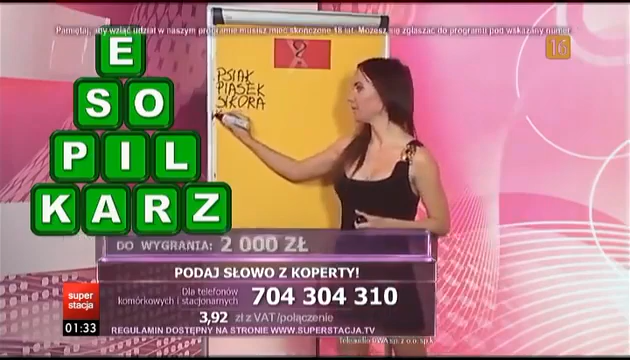 Pamiętaj, aby wziąć udział w naszym programie musisz mieć skończone 18 lat. Możesz się zgłaszać do programu pod wskazany numer
16
E
SO
PIL
KARZ
PSIAK
PIASEK
SIKORA
DO WYGRANIA: 2 000 ZŁ
PODAJ SŁOWO Z KOPERTY!
Dla telefonów
komórkowych i stacjonarnych 704 304 310
3,92 zł z VAT/połączenie
REGULAMIN DOSTĘPNY NA STRONIE WWW.SUPERSTACJA.TV
super
stacja
01:33